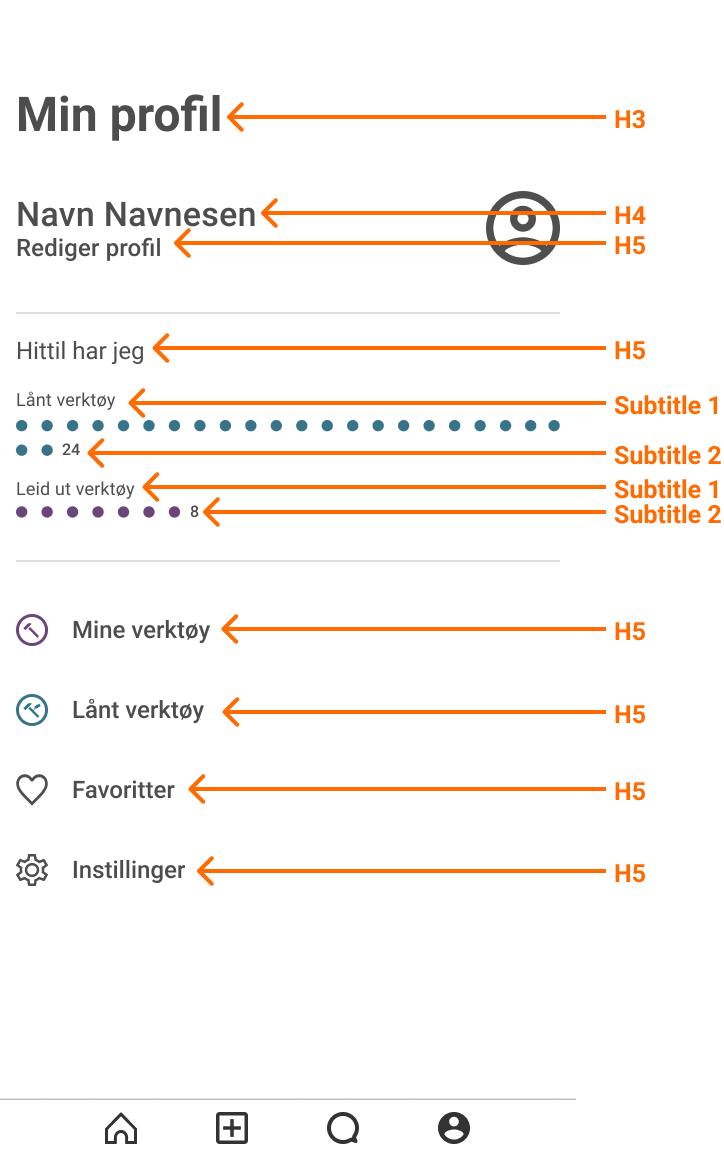 Min profil H3
Navn Navnesen H4
Rediger profil H5
Hittil har jeg H5
Lånt verktøy Subtitle 1
24 Subtitle 2
Leid ut verktøy Subtitle 1
8 Subtitle 2
Mine verktøy H5
Lånt verktøy H5
Favoritter H5
Instillinger H5